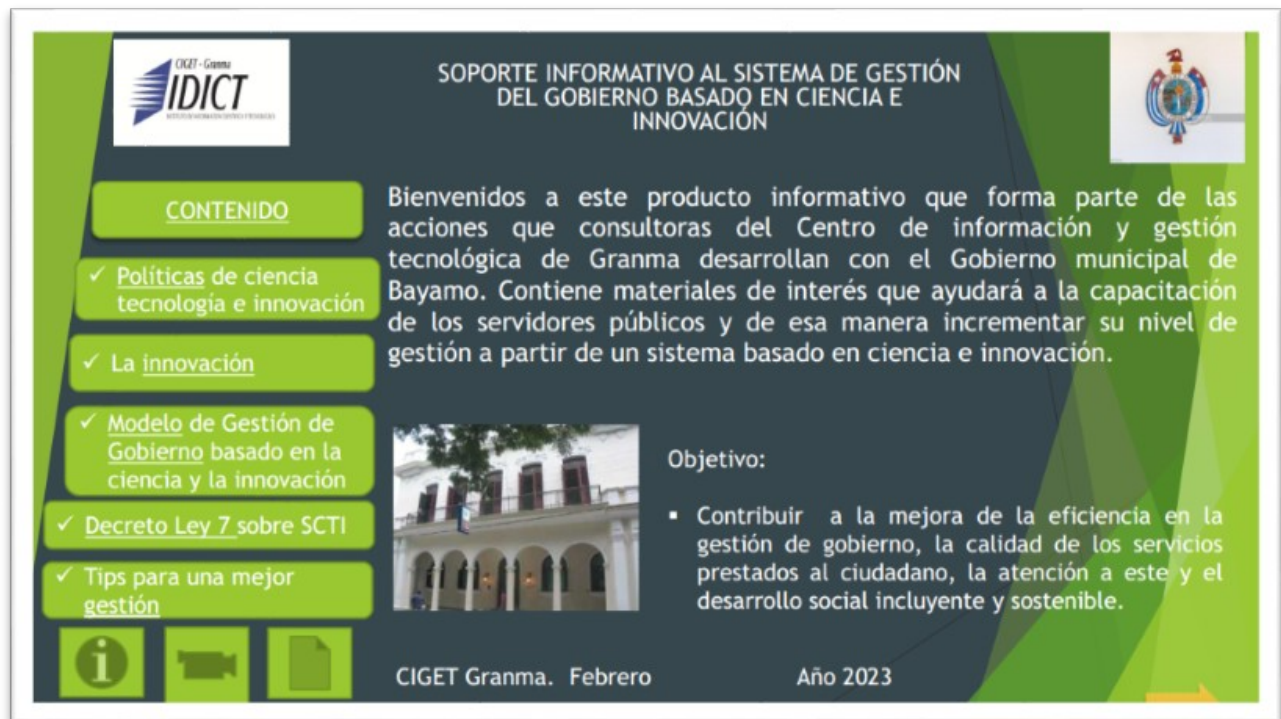 CIGET - Granma
IDICT
INSTITUTO DE INFORMACIÓN CIENTÍFICA Y TECNOLÓGICA
SOPORTE INFORMATIVO AL SISTEMA DE GESTIÓN
DEL GOBIERNO BASADO EN CIENCIA E
INNOVACIÓN
CONTENIDO
✓ Políticas de ciencia
tecnología e innovación
✓ La innovación
✓ Modelo de Gestión de
Gobierno basado en la
ciencia y la innovación
✓ Decreto Ley 7 sobre SCTI
✓ Tips para una mejor
gestión
Bienvenidos a este producto informativo que forma parte de las
acciones que consultoras del Centro de información y gestión
tecnológica de Granma desarrollan con el Gobierno municipal de
Bayamo. Contiene materiales de interés que ayudará a la capacitación
de los servidores públicos y de esa manera incrementar su nivel de
gestión a partir de un sistema basado en ciencia e innovación.
Objetivo:
▪ Contribuir a la mejora de la eficiencia en la
gestión de gobierno, la calidad de los servicios
prestados al ciudadano, la atención a este y el
desarrollo social incluyente y sostenible.
CIGET Granma. Febrero Año 2023